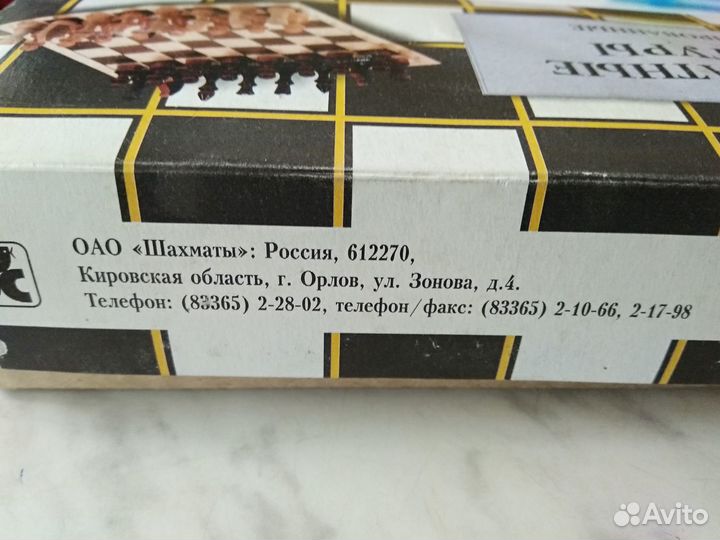 ОАО «Шахматы»: Россия, 612270,
Кировская область, г. Орлов, ул. Зонова, д.4.
Телефон: (83365) 2-28-02, телефон/факс: (83365) 2-10-66, 2-17-98
Avito